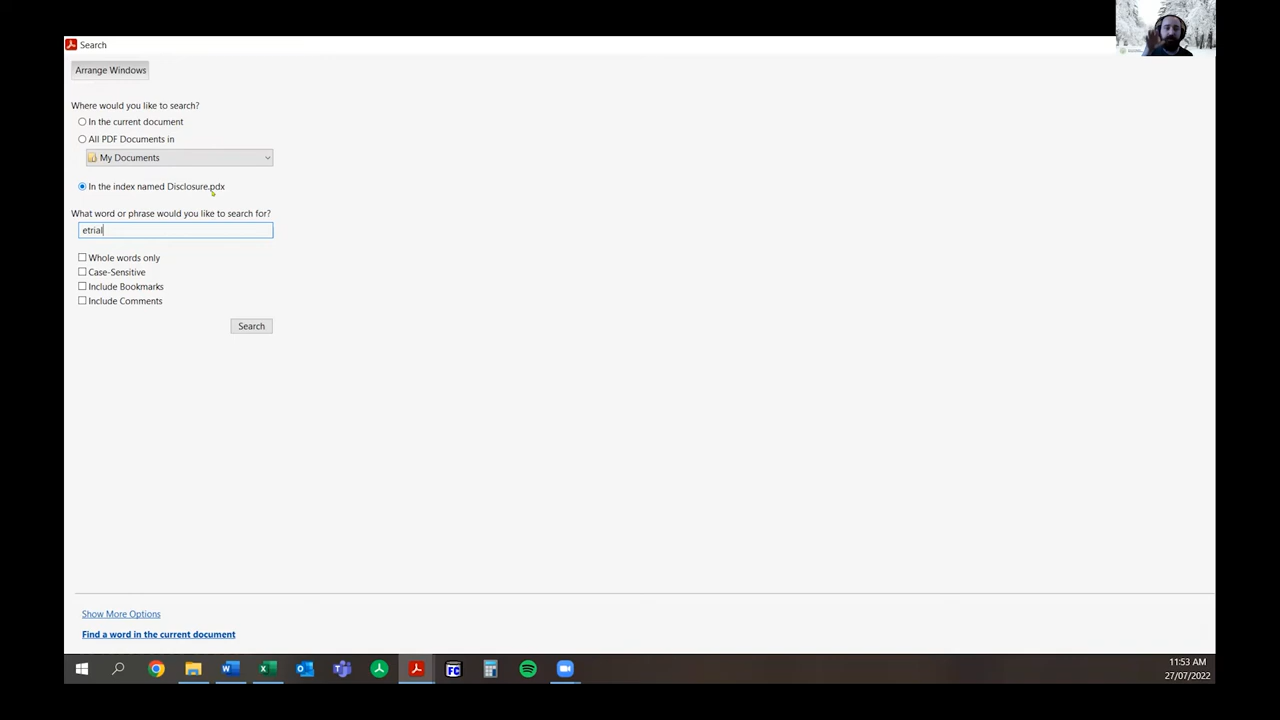 Search
Arrange Windows
Where would you like to search?
In the current document
All PDF Documents in
My Documents
In the index named Disclosure.pdx
What word or phrase would you like to search for?
etrial
Whole words only
Case-Sensitive
Include Bookmarks
Include Comments
Search
Show More Options
Find a word in the current document
FC
11:53 AM
27/07/2022